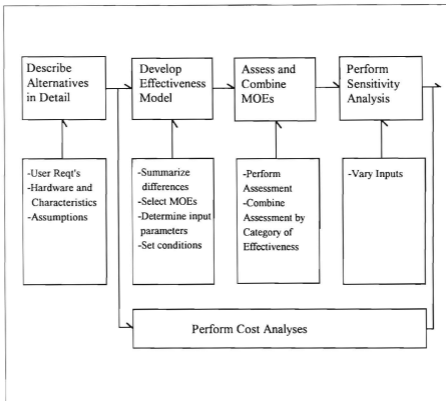 Describe
Alternatives
in Detail
Develop
Effectiveness
Model
Assess and
Combine
MOEs
Perform
Sensitivity
Analysis
-User Reqt's
-Hardware and
Characteristics
-Assumptions
-Summarize
differences
-Select MOEs
-Determine input
parameters
-Set conditions
-Perform
Assessment
-Combine
Assessment by
Category of
Effectiveness
-Vary Inputs
Perform Cost Analyses